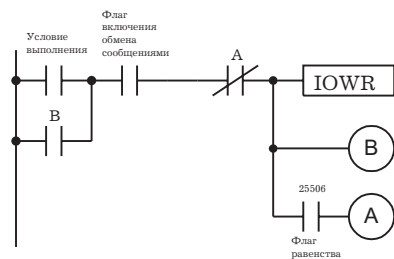 Флаг
включения
обмена
сообщениями
Условие
выполнения
A
IOWR
B
B
25506
A
Флаг
равенства